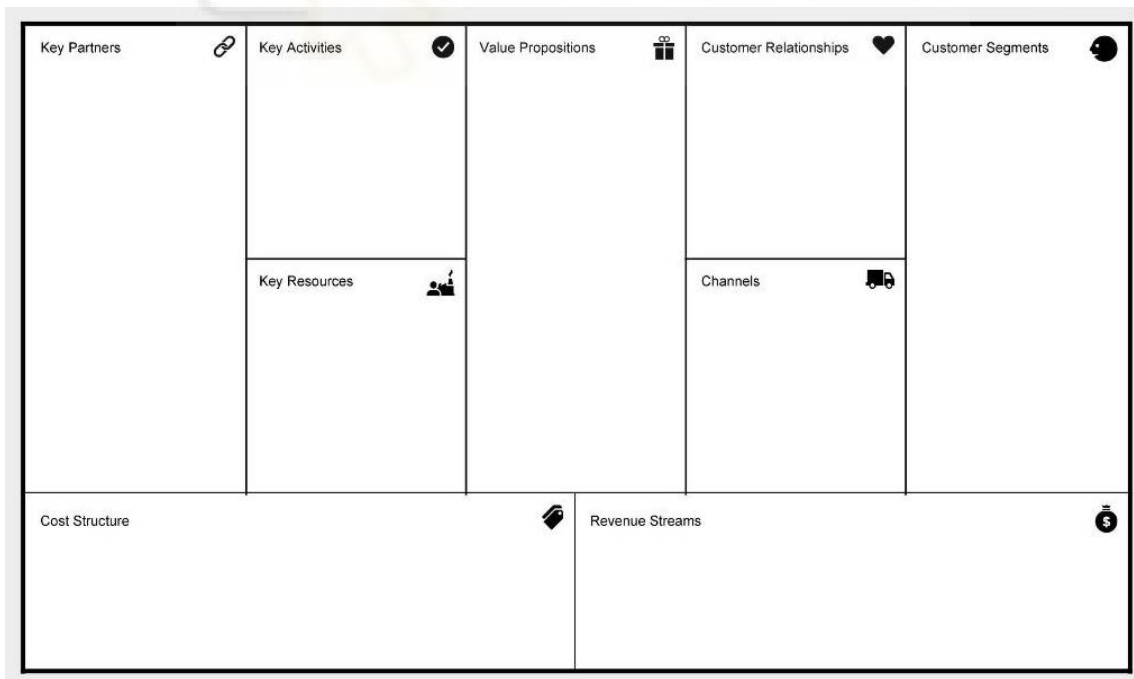 Key Partners
Key Activities
Value Propositions
Customer Relationships
Customer Segments
Key Resources
Channels
Cost Structure
Revenue Streams
$